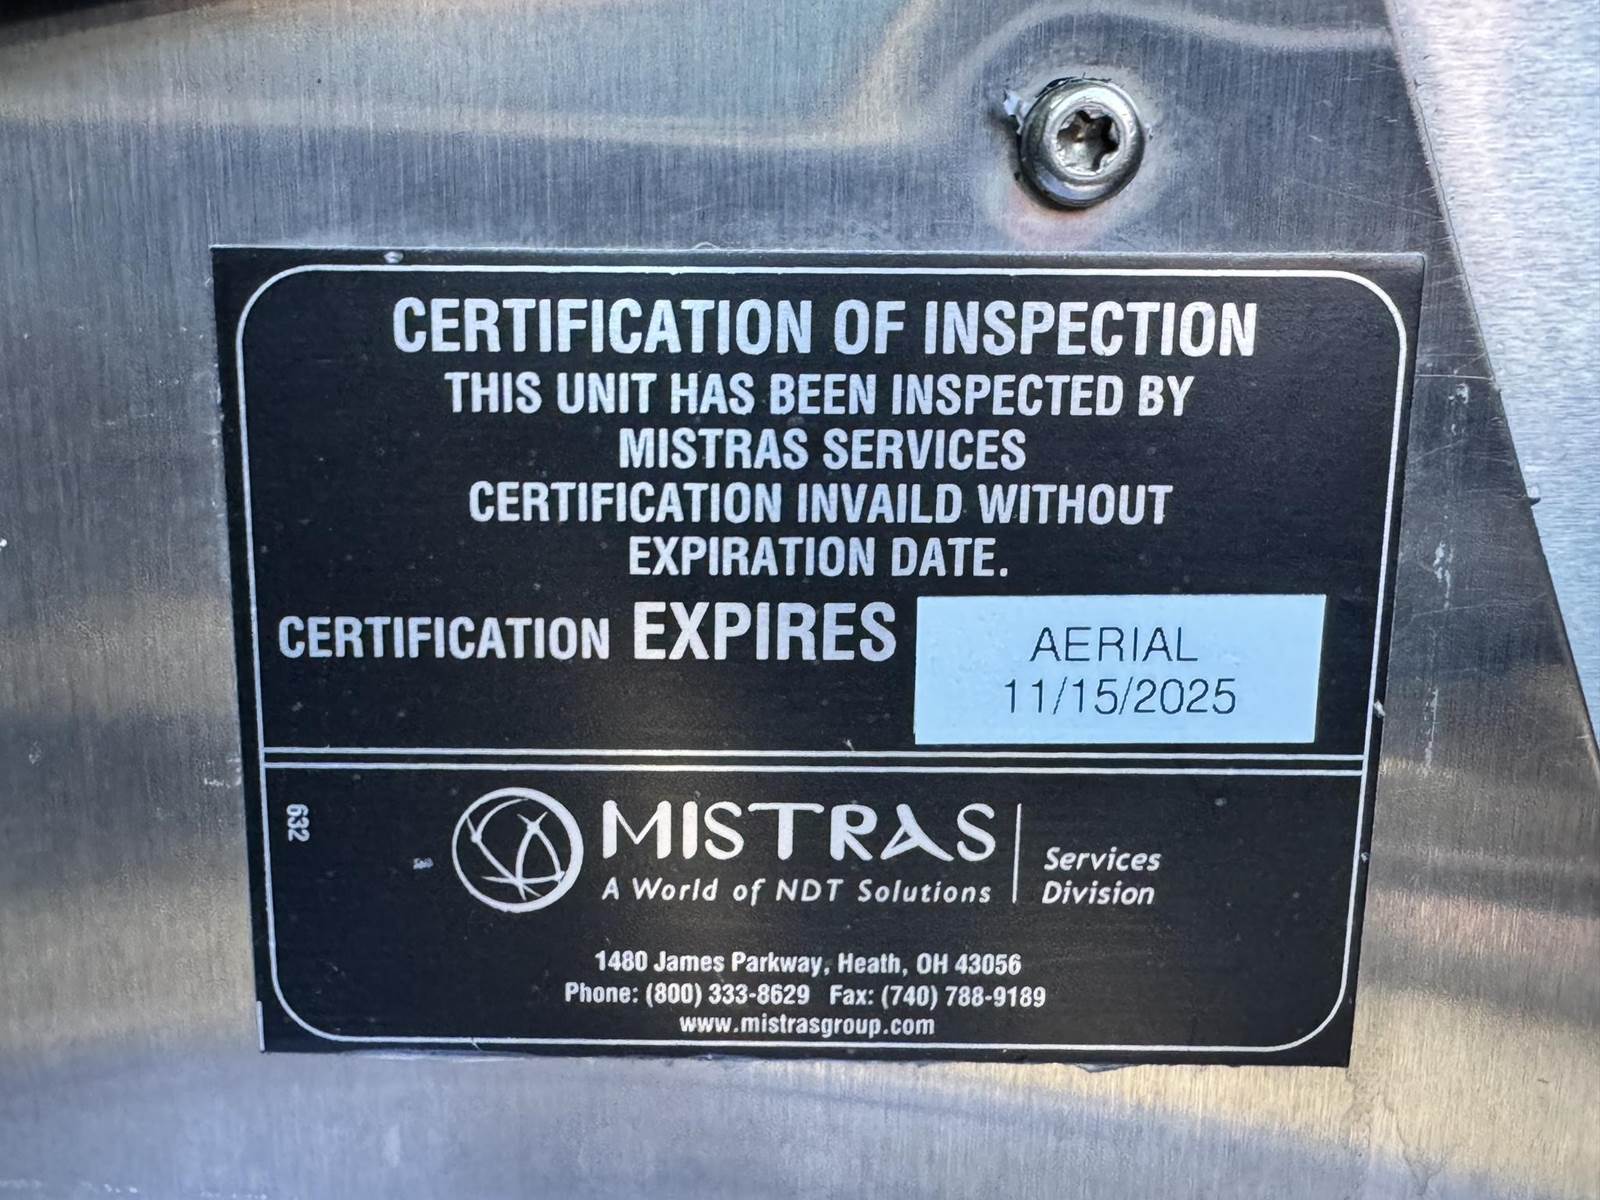 CERTIFICATION OF INSPECTION
THIS UNIT HAS BEEN INSPECTED BY
MISTRAS SERVICES
CERTIFICATION INVAILD WITHOUT
EXPIRATION DATE.
CERTIFICATION EXPIRES
AERIAL
11/15/2025
632
MISTRAS
A World of NDT Solutions
Services
Division
1480 James Parkway, Heath, OH 43056
Phone: (800) 333-8629 Fax: (740) 788-9189
www.mistrasgroup.com